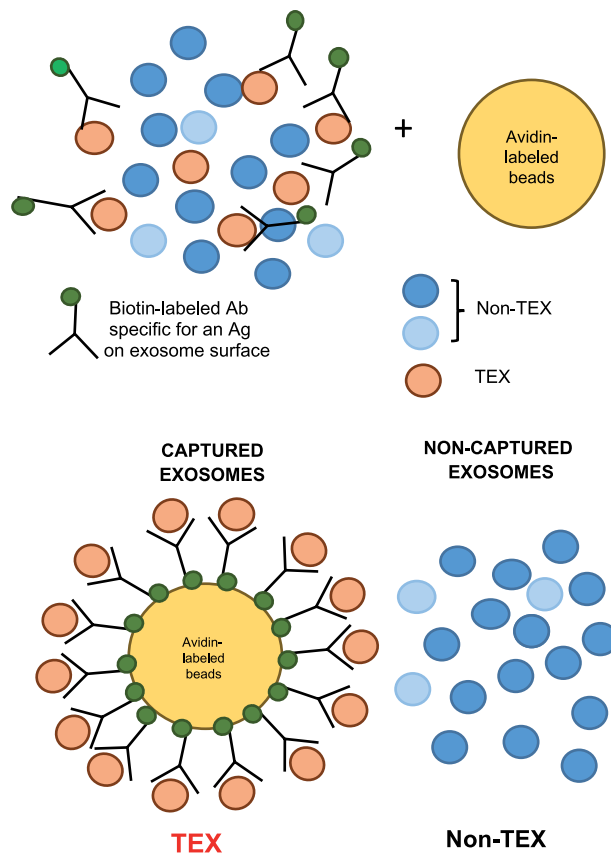 +
Avidin-
labeled
beads
Biotin-labeled Ab
specific for an Ag
on exosome surface
Non-TEX
TEX
CAPTURED
EXOSOMES
NON-CAPTURED
EXOSOMES
Avidin-
labeled
beads
TEX
Non-TEX